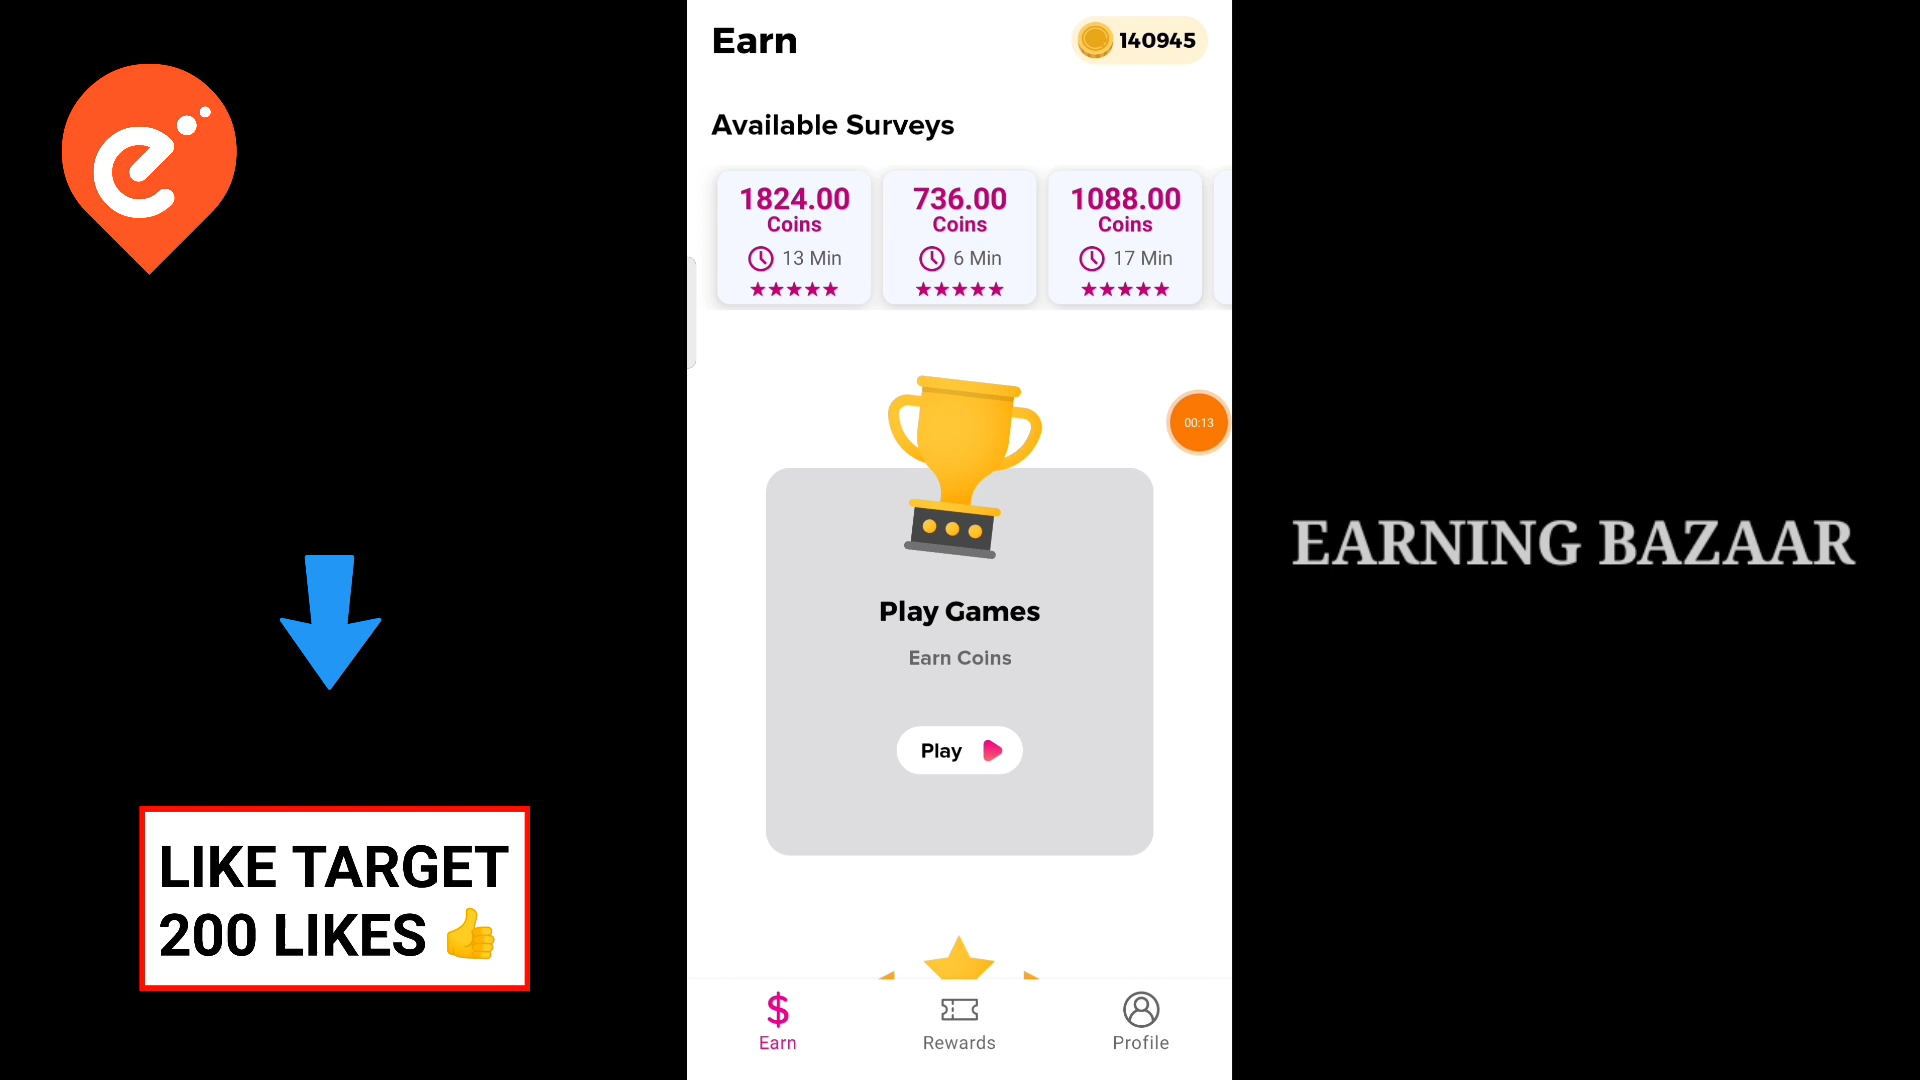 Earn
140945
Available Surveys
1824.00
Coins
13 Min
736.00
Coins
6 Min
1088.00
Coins
17 Min
00:13
Play Games
Earn Coins
Play
Earn
Rewards
Profile
e
LIKE TARGET
200 LIKES 👍
EARNING BAZAAR